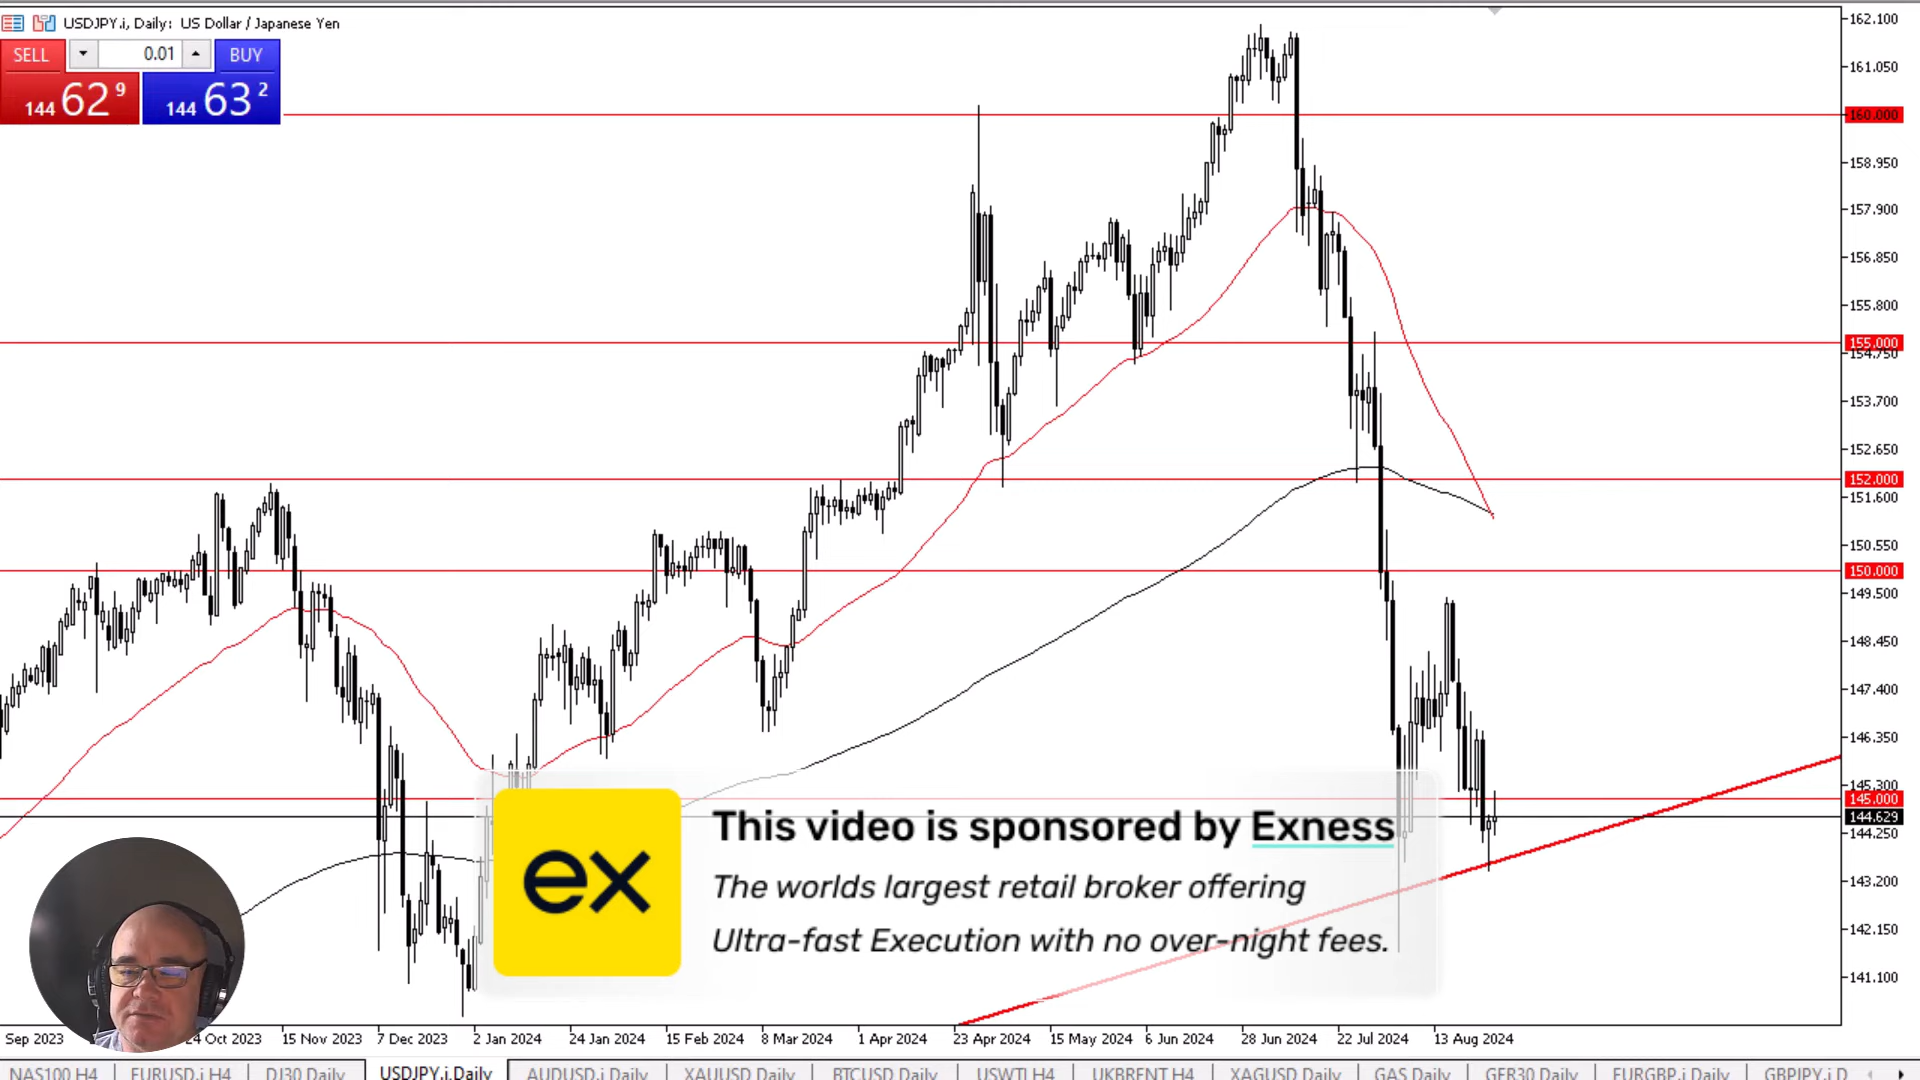 USDJPY.i, Daily: US Dollar / Japanese Yen
SELL 0.01 BUY
144 62 9 144 63 2
162.100
161.050
160.000
158.950
157.900
156.850
155.800
155.000
154.750
153.700
152.650
152.000
151.600
150.550
150.000
149.500
148.450
147.400
146.350
145.300
145.000
144.629
144.250
143.200
142.150
141.100
ex
This video is sponsored by Exness
The worlds largest retail broker offering
Ultra-fast Execution with no over-night fees.
Sep 2023 24 Oct 2023 15 Nov 2023 7 Dec 2023 2 Jan 2024 24 Jan 2024 15 Feb 2024 8 Mar 2024 1 Apr 2024 23 Apr 2024 15 May 2024 6 Jun 2024 28 Jun 2024 22 Jul 2024 13 Aug 2024
NAS100 H4 EURUSD.i H4 DJ30 Daily USDJPY.i,Daily AUDUSD.i Daily XAUUSD Daily BTCUSD Daily USWTI H4 UKBRENT H4 XAGUSD Daily GAS Daily GER30 Daily EURGBP.i Daily GBPJPY.i D